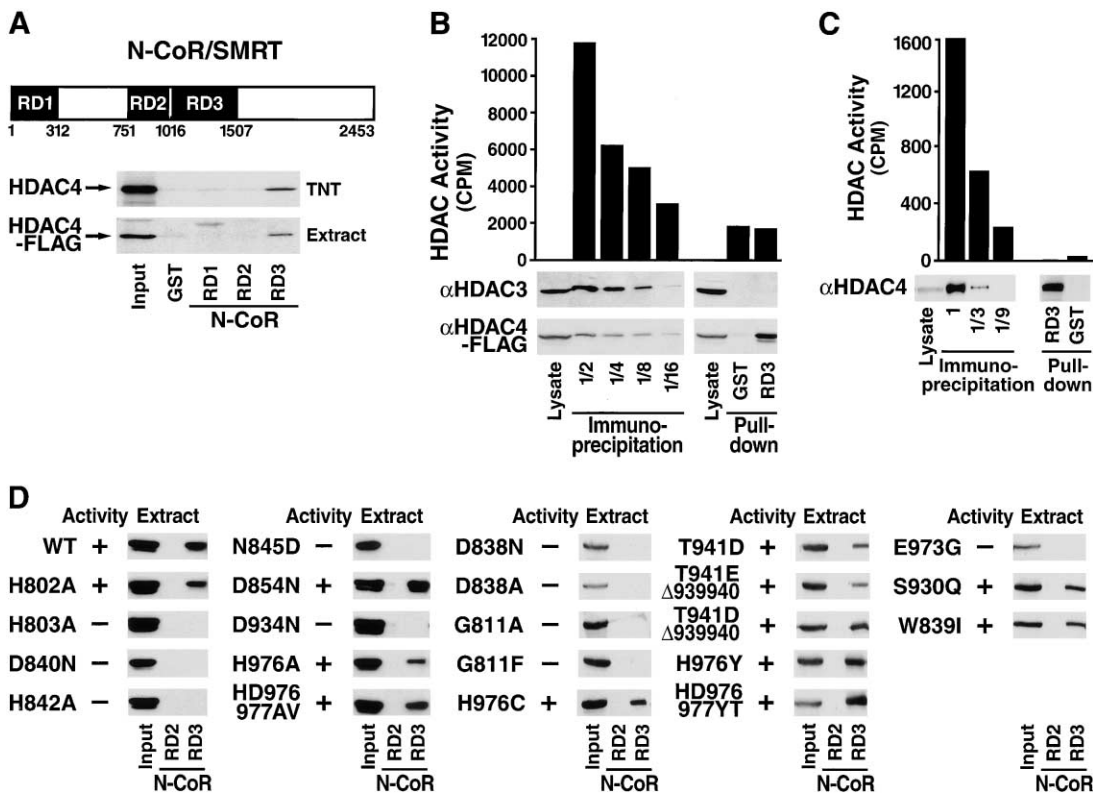 A
N-CoR/SMRT
RD1 RD2 RD3
1 312 751 1016 1507 2453
HDAC4 TNT
HDAC4
-FLAG Extract
Input GST RD1 RD2 RD3
N-CoR
B
HDAC Activity
(CPM)
12000
10000
8000
6000
4000
2000
0
αHDAC3
αHDAC4
-FLAG
Lysate 1/2 1/4 1/8 1/16 Lysate GST RD3
Immuno-
precipitation
Pull-
down
C
HDAC Activity
(CPM)
1600
1200
800
400
0
αHDAC4
Lysate 1 1/3 1/9 RD3 GST
Immuno-
precipitation
Pull-
down
D
Activity Extract
WT +
H802A +
H803A –
D840N –
H842A –
Input RD2 RD3
N-CoR
Activity Extract
N845D –
D854N +
D934N –
H976A +
HD976
977AV +
Input RD2 RD3
N-CoR
Activity Extract
D838N –
D838A –
G811A –
G811F –
H976C +
Input RD2 RD3
N-CoR
Activity Extract
T941D +
T941E
Δ939940 +
T941D
Δ939940 +
H976Y +
HD976
977YT +
Input RD2 RD3
N-CoR
Activity Extract
E973G –
S930Q +
W839I +
Input RD2 RD3
N-CoR